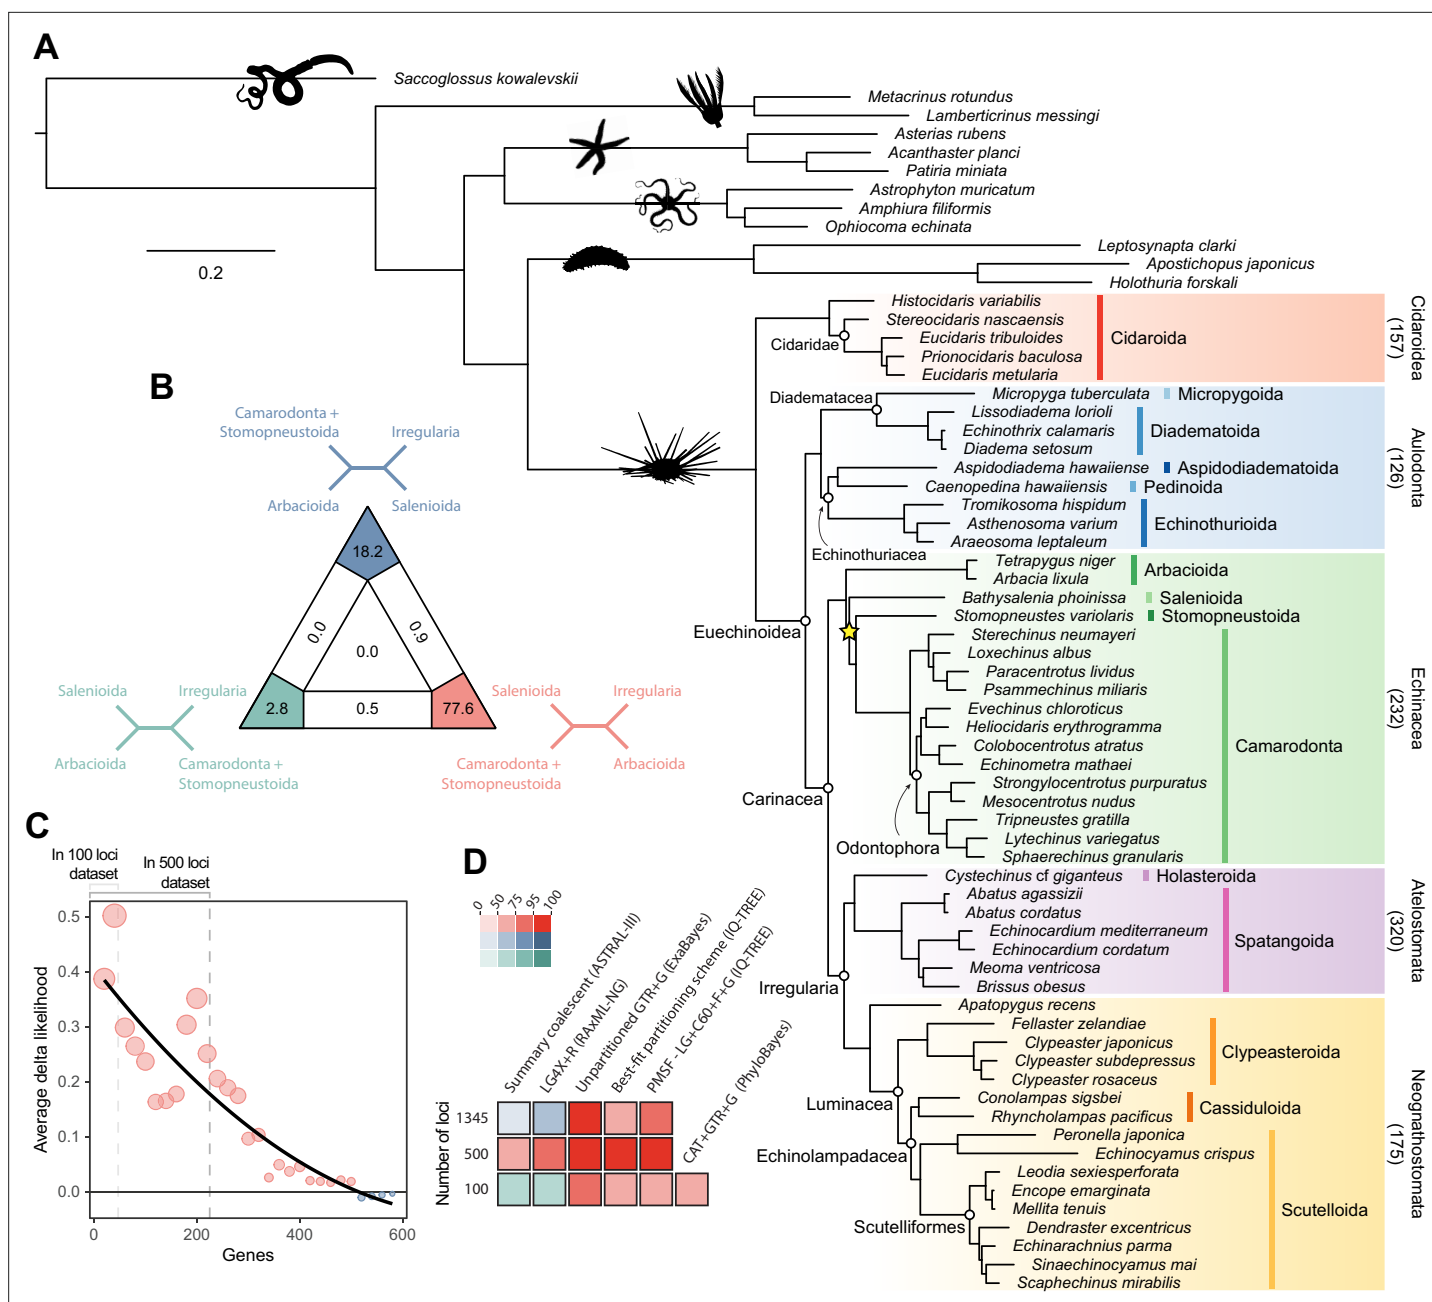 A
Saccoglossus kowalevskii
Metacrinus rotundus
Lamberticrinus messingi
Asterias rubens
Acanthaster planci
Patiria miniata
Astrophyton muricatum
Amphiura filiformis
Ophiocoma echinata
Leptosynapta clarki
Apostichopus japonicus
Holothuria forskali
0.2
Histocidaris variabilis
Stereocidaris nascaensis
Eucidaris tribuloides
Prionocidaris baculosa
Eucidaris metularia
Cidaridae
Cidaroida
Cidaroidea
(157)
Diadematacea
Micropyga tuberculata
Micropygoida
Lissodiadema lorioli
Echinothrix calamaris
Diadema setosum
Diadematoida
Aspidodiadema hawaiiense
Aspidodiadematoida
Caenopedina hawaiiensis
Pedinoida
Tromikosoma hispidum
Asthenosoma varium
Araeosoma leptaleum
Echinothurioida
Echinothuriacea
Aulodonta
(126)
Euechinoidea
Tetrapygus niger
Arbacia lixula
Arbacioida
Bathysalenia phoinissa
Salenioida
Stomopneustes variolaris
Stomopneustoida
Sterechinus neumayeri
Loxechinus albus
Paracentrotus lividus
Psammechinus miliaris
Evechinus chloroticus
Heliocidaris erythrogramma
Colobocentrotus atratus
Echinometra mathaei
Strongylocentrotus purpuratus
Mesocentrotus nudus
Tripneustes gratilla
Lytechinus variegatus
Sphaerechinus granularis
Camarodonta
Odontophora
Carinacea
Echinacea
(232)
Cystechinus cf giganteus
Holasteroida
Abatus agassizii
Abatus cordatus
Echinocardium mediterraneum
Echinocardium cordatum
Meoma ventricosa
Brissus obesus
Spatangoida
Irregularia
Atelostomata
(320)
Apatopygus recens
Fellaster zelandiae
Clypeaster japonicus
Clypeaster subdepressus
Clypeaster rosaceus
Clypeasteroida
Luminacea
Conolampas sigsbei
Rhyncholampas pacificus
Cassiduloida
Echinolampadacea
Peronella japonica
Echinocyamus crispus
Leodia sexiesperforata
Encope emarginata
Mellita tenuis
Dendraster excentricus
Echinarachnius parma
Sinaechinocyamus mai
Scaphechinus mirabilis
Scutelloida
Scutelliformes
Neognathostomata
(175)
B
Camarodonta +
Stomopneustoida
Irregularia
Arbacioida
Salenioida
18.2
0.0
0.9
0.0
2.8
0.5
77.6
Salenioida
Irregularia
Arbacioida
Camarodonta +
Stomopneustoida
Salenioida
Irregularia
Camarodonta +
Stomopneustoida
Arbacioida
C
In 100 loci
dataset
In 500 loci
dataset
Average delta likelihood
0.5
0.4
0.3
0.2
0.1
0.0
0
200
400
600
Genes
D
0
50
75
95
100
Summary coalescent (ASTRAL-III)
LG4X+R (RAxML-NG)
Unpartitioned GTR+G (ExaBayes)
Best-fit partitioning scheme (IQ-TREE)
PMSF - LG+C60+F+G (IQ-TREE)
CAT+GTR+G (PhyloBayes)
Number of loci
1345
500
100